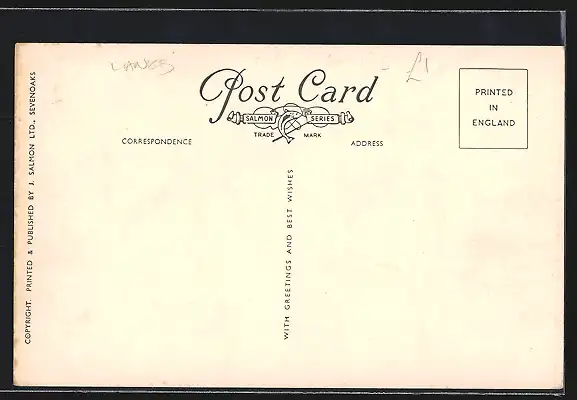 LANCS
£1
Post Card
SALMON SERIES
TRADE MARK
CORRESPONDENCE
ADDRESS
PRINTED
IN
ENGLAND
WITH GREETINGS AND BEST WISHES
COPYRIGHT. PRINTED & PUBLISHED BY J. SALMON LTD., SEVENOAKS